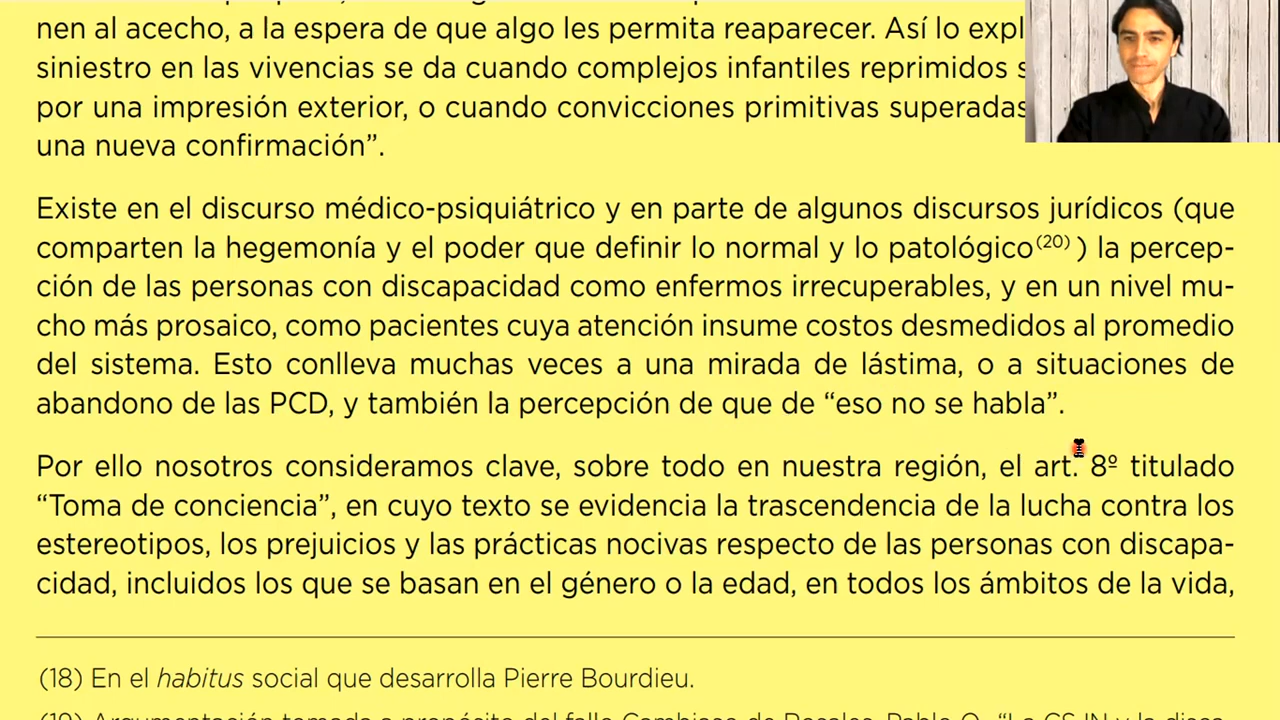 nen al acecho, a la espera de que algo les permita reaparecer. Así lo expl
siniestro en las vivencias se da cuando complejos infantiles reprimidos s
por una impresión exterior, o cuando convicciones primitivas superadas
una nueva confirmación”.
Existe en el discurso médico-psiquiátrico y en parte de algunos discursos jurídicos (que
comparten la hegemonía y el poder que definir lo normal y lo patológico(20) ) la percep-
ción de las personas con discapacidad como enfermos irrecuperables, y en un nivel mu-
cho más prosaico, como pacientes cuya atención insume costos desmedidos al promedio
del sistema. Esto conlleva muchas veces a una mirada de lástima, o a situaciones de
abandono de las PCD, y también la percepción de que de “eso no se habla”.
Por ello nosotros consideramos clave, sobre todo en nuestra región, el art. 8º titulado
“Toma de conciencia”, en cuyo texto se evidencia la trascendencia de la lucha contra los
estereotipos, los prejuicios y las prácticas nocivas respecto de las personas con discapa-
cidad, incluidos los que se basan en el género o la edad, en todos los ámbitos de la vida,
(18) En el habitus social que desarrolla Pierre Bourdieu.